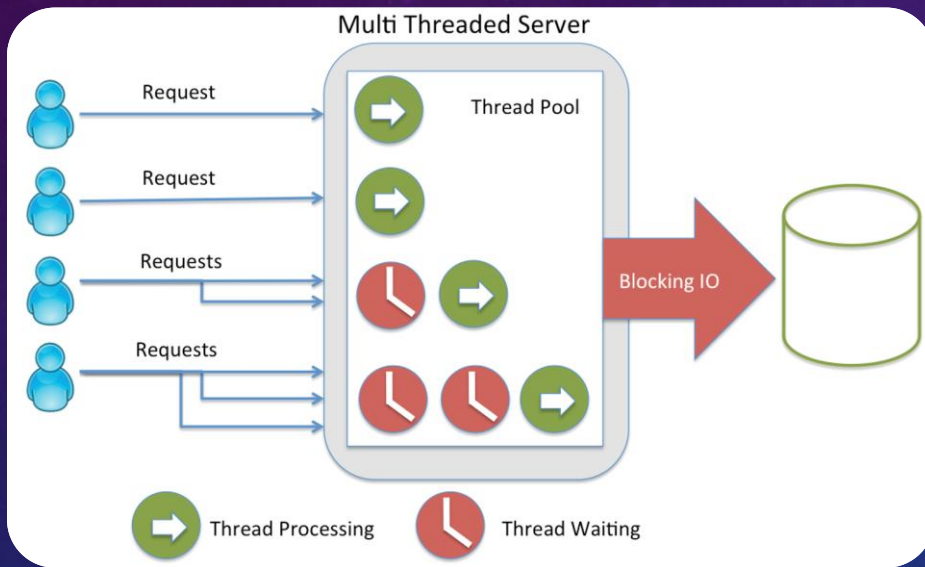 Multi Threaded Server
Request
Thread Pool
Request
Requests
Blocking IO
Requests
Thread Processing
Thread Waiting